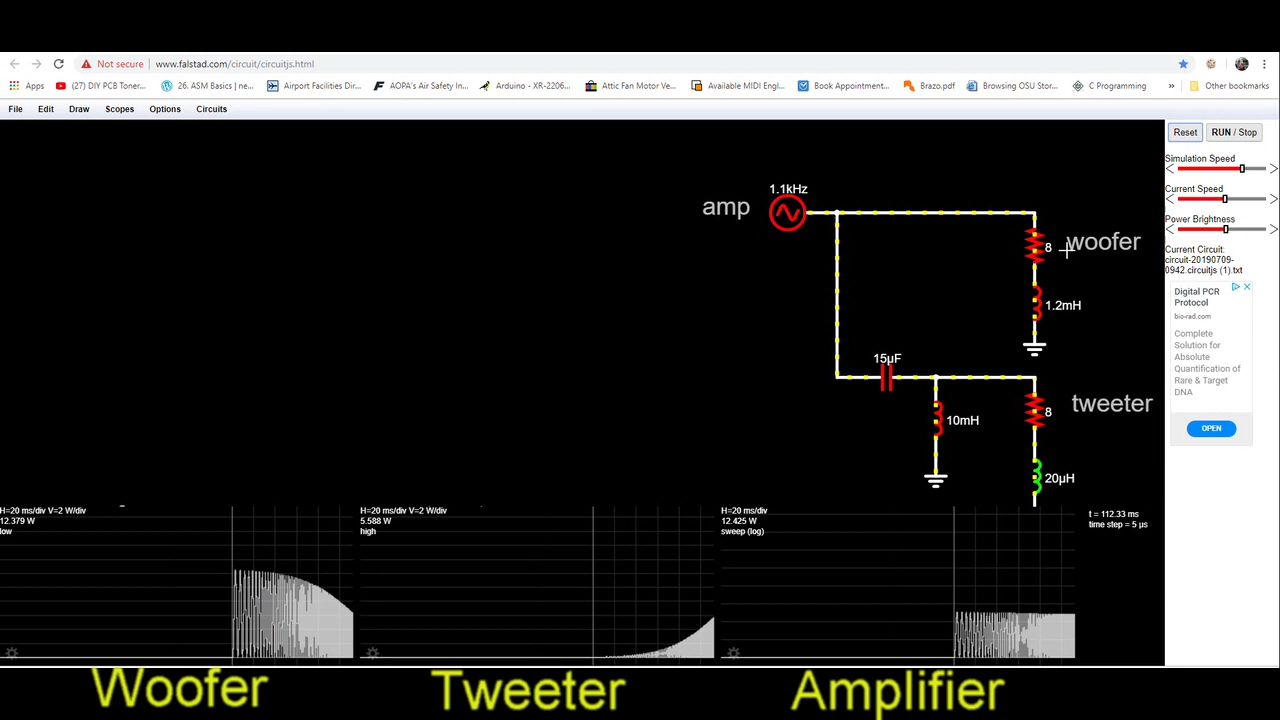 Not secure www.falstad.com/circuit/circuitjs.html
Apps (27) DIY PCB Toner... 26. ASM Basics | ne... Airport Facilities Dir... AOPA's Air Safety In... Arduino - XR-2206... Attic Fan Motor Ve... Available MIDI Engl... Book Appointment... Brazo.pdf Browsing OSU Stor... C Programming » Other bookmarks
File Edit Draw Scopes Options Circuits
Reset RUN / Stop
Simulation Speed
Current Speed
Power Brightness
Current Circuit:
circuit-20190709-
0942.circuitjs (1).txt
Digital PCR
Protocol
bio-rad.com
Complete
Solution for
Absolute
Quantification of
Rare & Target
DNA
OPEN
1.1kHz
amp
8 woofer
1.2mH
15μF
8 tweeter
10mH
20μH
H=20 ms/div V=2 W/div
12.379 W
low
H=20 ms/div V=2 W/div
5.588 W
high
H=20 ms/div
12.425 W
sweep (log)
t = 112.33 ms
time step = 5 μs
Woofer Tweeter Amplifier